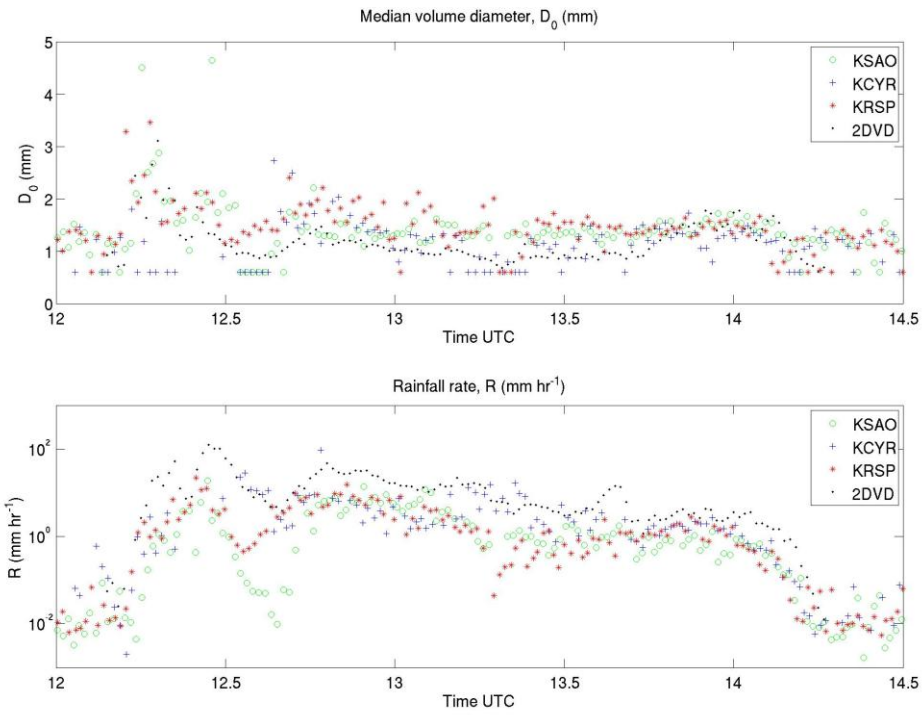 Median volume diameter, D0 (mm)
5
4
3
2
1
0
D0 (mm)
KSAO
KCYR
KRSP
2DVD
12
12.5
13
13.5
14
14.5
Time UTC
Rainfall rate, R (mm hr-1)
10^2
10^0
10^-2
R (mm hr-1)
KSAO
KCYR
KRSP
2DVD
12
12.5
13
13.5
14
14.5
Time UTC